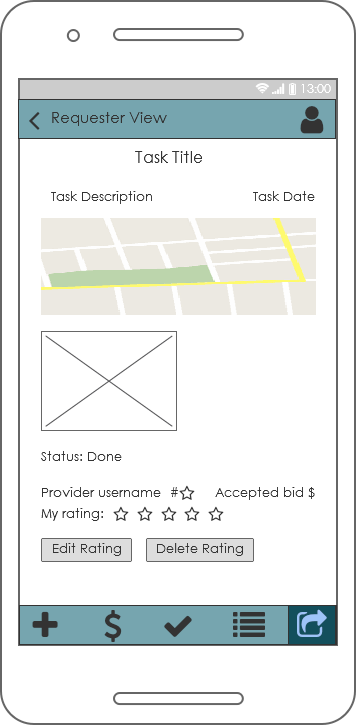 13:00
Requester View
Task Title
Task Description Task Date
Status: Done
Provider username #☆ Accepted bid $
My rating: ☆ ☆ ☆ ☆ ☆
Edit Rating Delete Rating
$